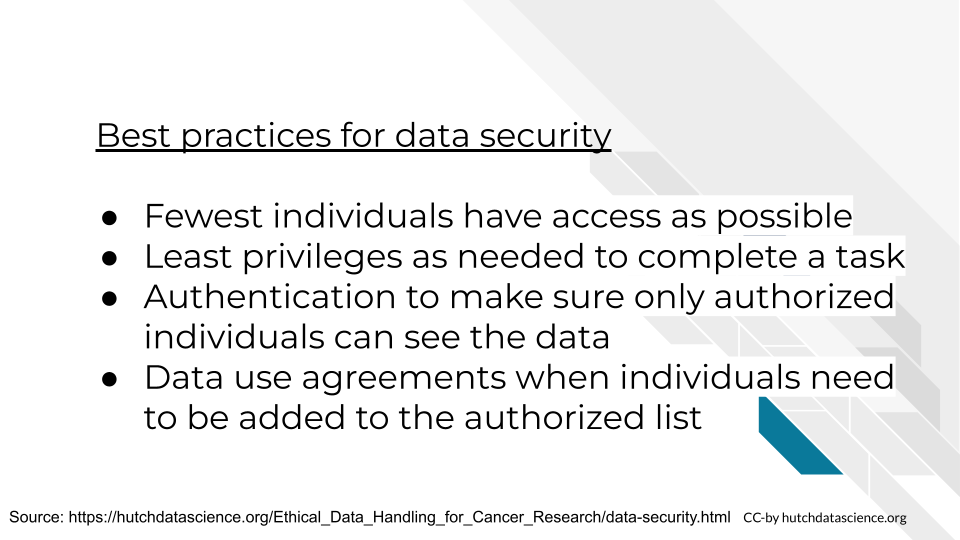 Best practices for data security
● Fewest individuals have access as possible
● Least privileges as needed to complete a task
● Authentication to make sure only authorized
individuals can see the data
● Data use agreements when individuals need
to be added to the authorized list
Source: https://hutchdatascience.org/Ethical_Data_Handling_for_Cancer_Research/data-security.html CC-by hutchdatascience.org